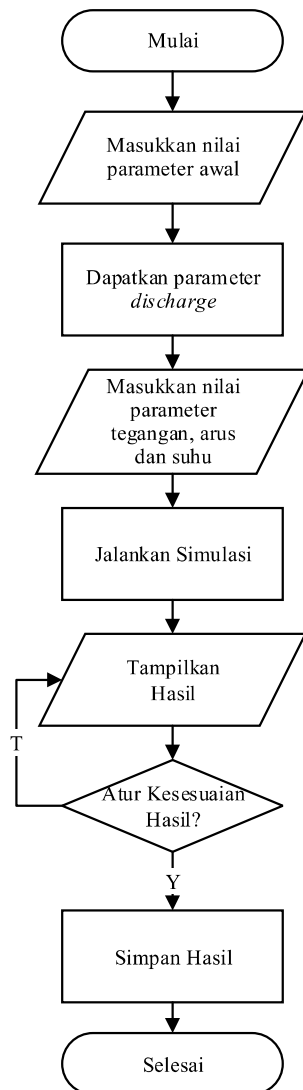 Mulai
Masukkan nilai
parameter awal
Dapatkan parameter
discharge
Masukkan nilai
parameter
tegangan, arus
dan suhu
Jalankan Simulasi
Tampilkan
Hasil
T
Atur Kesesuaian
Hasil?
Y
Simpan Hasil
Selesai